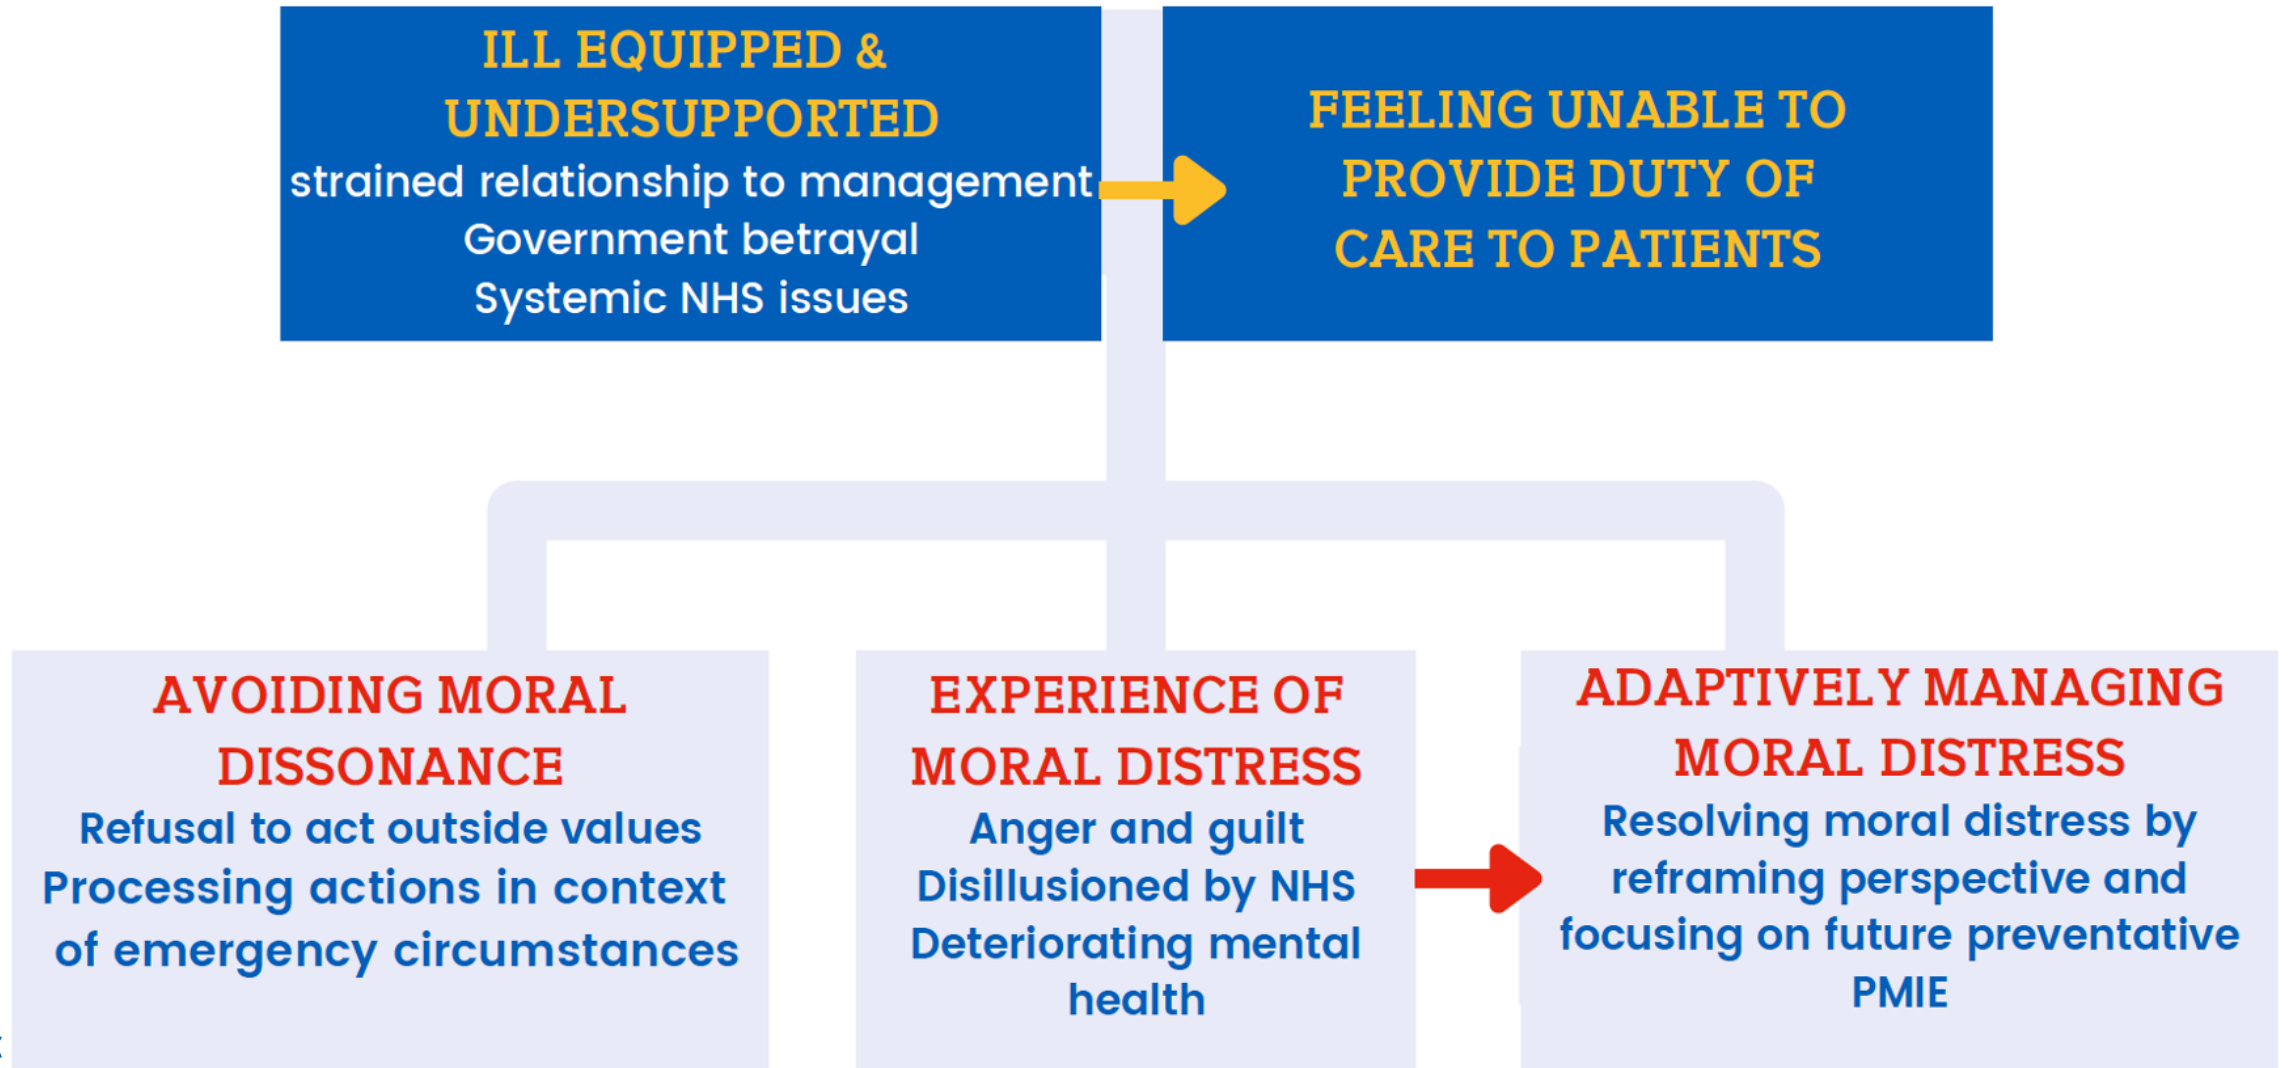 ILL EQUIPPED &
UNDERSUPPORTED
strained relationship to management
Government betrayal
Systemic NHS issues
FEELING UNABLE TO
PROVIDE DUTY OF
CARE TO PATIENTS
AVOIDING MORAL
DISSONANCE
Refusal to act outside values
Processing actions in context
of emergency circumstances
EXPERIENCE OF
MORAL DISTRESS
Anger and guilt
Disillusioned by NHS
Deteriorating mental
health
ADAPTIVELY MANAGING
MORAL DISTRESS
Resolving moral distress by
reframing perspective and
focusing on future preventative
PMIE